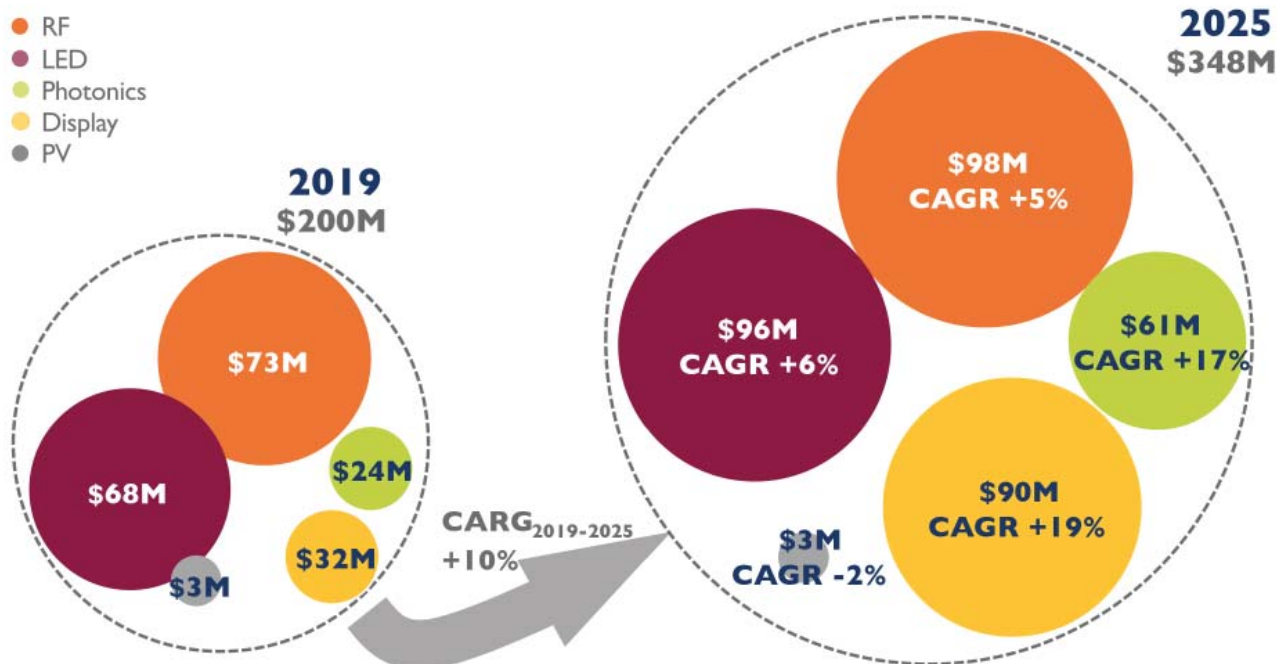 RF
LED
Photonics
Display
PV
2019
$200M
$73M
$68M
$24M
$32M
$3M
CARG2019-2025
+10%
2025
$348M
$98M
CAGR +5%
$96M
CAGR +6%
$61M
CAGR +17%
$90M
CAGR +19%
$3M
CAGR -2%